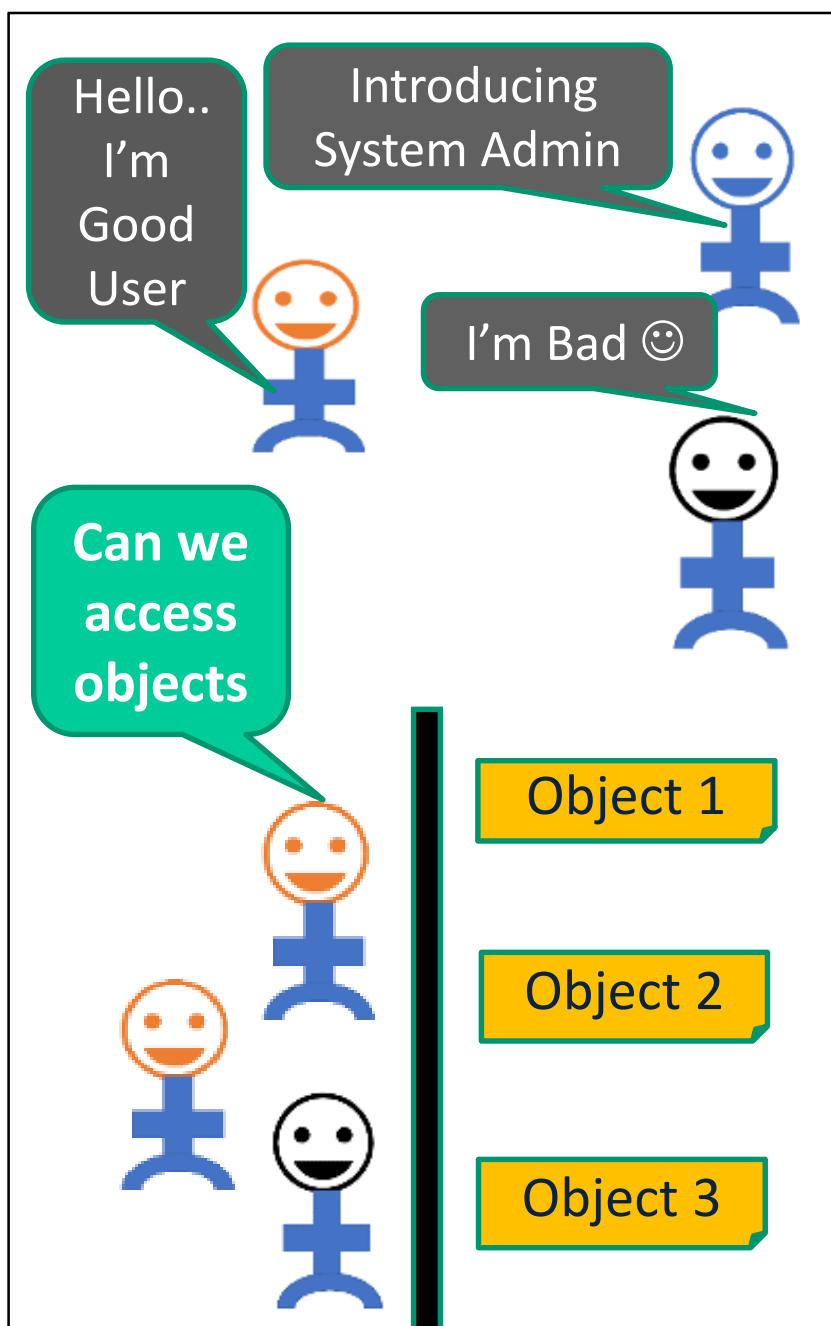 Hello..
I’m
Good
User
Introducing
System Admin
I’m Bad ☺
Can we
access
objects
Object 1
Object 2
Object 3